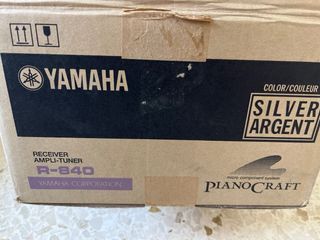 YAMAHA
COLOR/COULEUR
SILVER
ARGENT
RECEIVER
AMPLI-TUNER
R-840
YAMAHA CORPORATION
micro component system
PIANOCRAFT